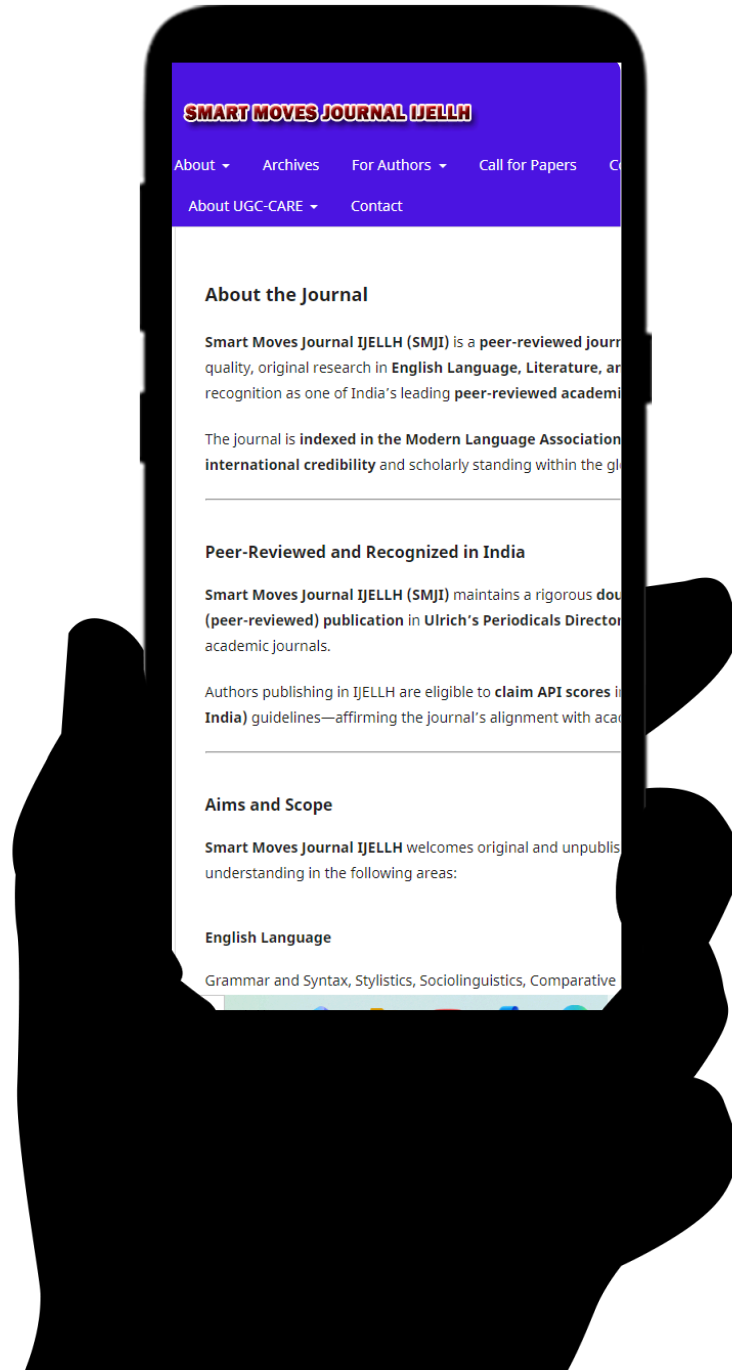 SMART MOVES JOURNAL IJELLH
About Archives For Authors Call for Papers
About UGC-CARE Contact
About the Journal
Smart Moves Journal IJELLH (SMJI) is a peer-reviewed
quality, original research in English Language, Literature,
recognition as one of India's leading peer-reviewed
The journal is indexed in the Modern Language Association
international credibility and scholarly standing within the
Peer-Reviewed and Recognized in India
Smart Moves Journal IJELLH (SMJI) maintains a rigorous
(peer-reviewed) publication in Ulrich's Periodicals
academic journals.
Authors publishing in IJELLH are eligible to claim API scores
India) guidelines—affirming the journal's alignment with
Aims and Scope
Smart Moves Journal IJELLH welcomes original and
understanding in the following areas:
English Language
Grammar and Syntax, Stylistics, Sociolinguistics, Comparative